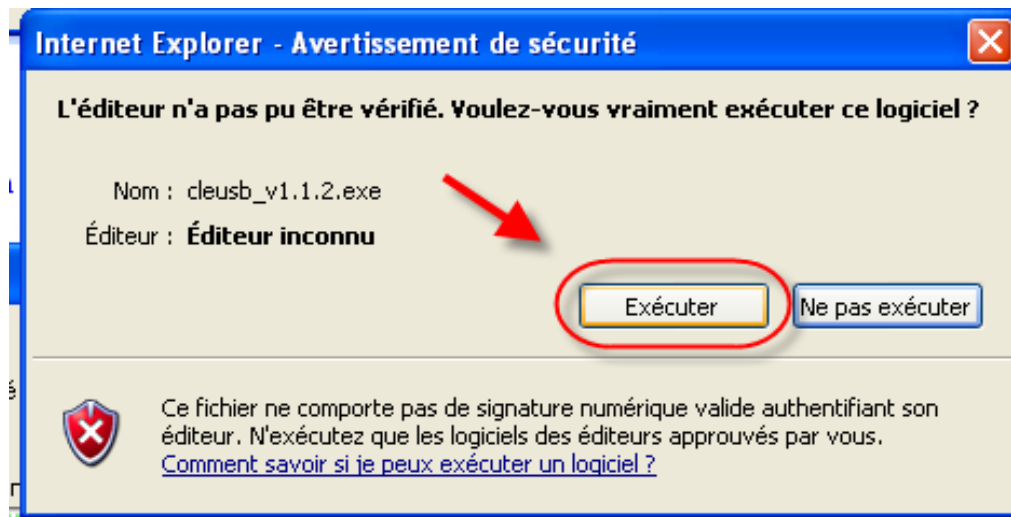 Internet Explorer - Avertissement de sécurité
L'éditeur n'a pas pu être vérifié. Voulez-vous vraiment exécuter ce logiciel ?
Nom : cleusb_v1.1.2.exe
Éditeur : Éditeur inconnu
Exécuter Ne pas exécuter
Ce fichier ne comporte pas de signature numérique valide authentifiant son
éditeur. N'exécutez que les logiciels des éditeurs approuvés par vous.
Comment savoir si je peux exécuter un logiciel ?